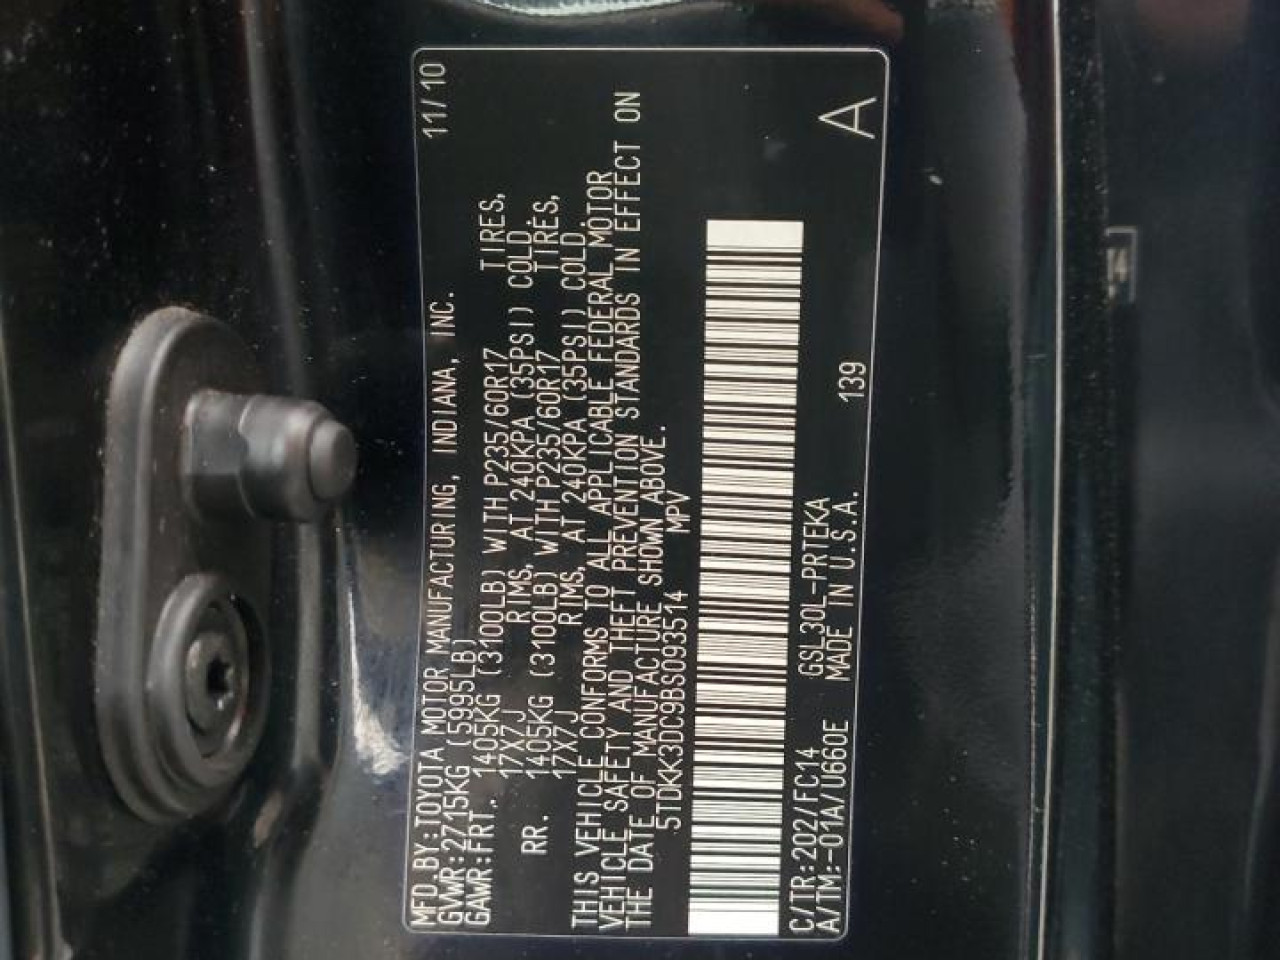 MFD.BY:TOYOTA MOTOR MANUFACTURING, INDIANA, INC. 11/10
GVWR:2715KG (5995LB)
GAWR:FRT. 1405KG (3100LB) WITH P235/60R17 TIRES,
17X7J RIMS, AT 240KPA (35PSI) COLD.
RR. 1405KG (3100LB) WITH P235/60R17 TIRES,
17X7J RIMS, AT 240KPA (35PSI) COLD.
THIS VEHICLE CONFORMS TO ALL APPLICABLE FEDERAL MOTOR
VEHICLE SAFETY AND THEFT PREVENTION STANDARDS IN EFFECT ON
THE DATE OF MANUFACTURE SHOWN ABOVE.
5TDKK3DC9BS093514 MPV
C/TR:202/FC14 GSL30L-PRTEKA
A/TM:-01A/U660E MADE IN U.S.A. 139
A
4